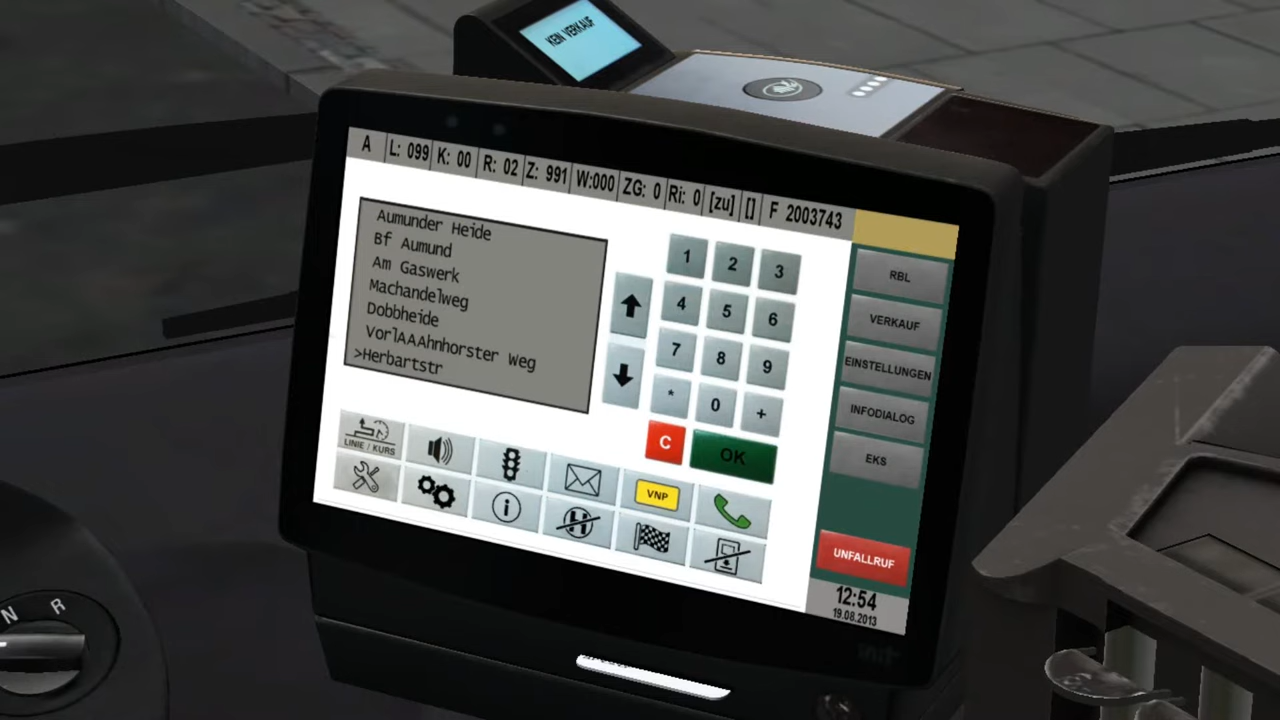 KEIN VERKAUF
A L: 099 K: 00 R: 02 Z: 991 W:000 ZG: 0 Ri: 0 [zu] [] F 2003743
Aumunder Heide
Bf Aumund
Am Gaswerk
Machandelweg
Dobbheide
VorlAAAhnhorster Weg
>Herbartstr
1 2 3
4 5 6
7 8 9
* 0 +
C OK
RBL
VERKAUF
EINSTELLUNGEN
INFODIALOG
EKS
UNFALLRUF
LINIE / KURS
VNP
i
H
12:54
19.08.2013
init
N R